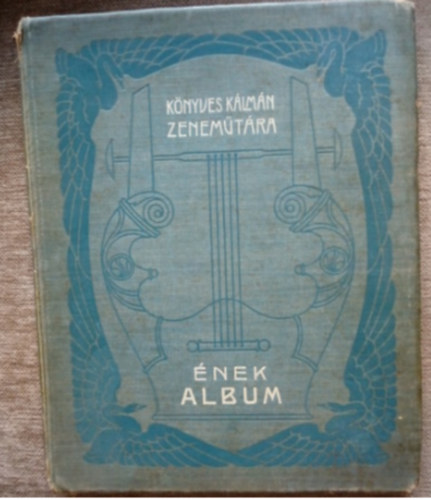 KÖNYVES KÁLMÁN
ZENEMŰTÁRA
ÉNEK
ALBUM